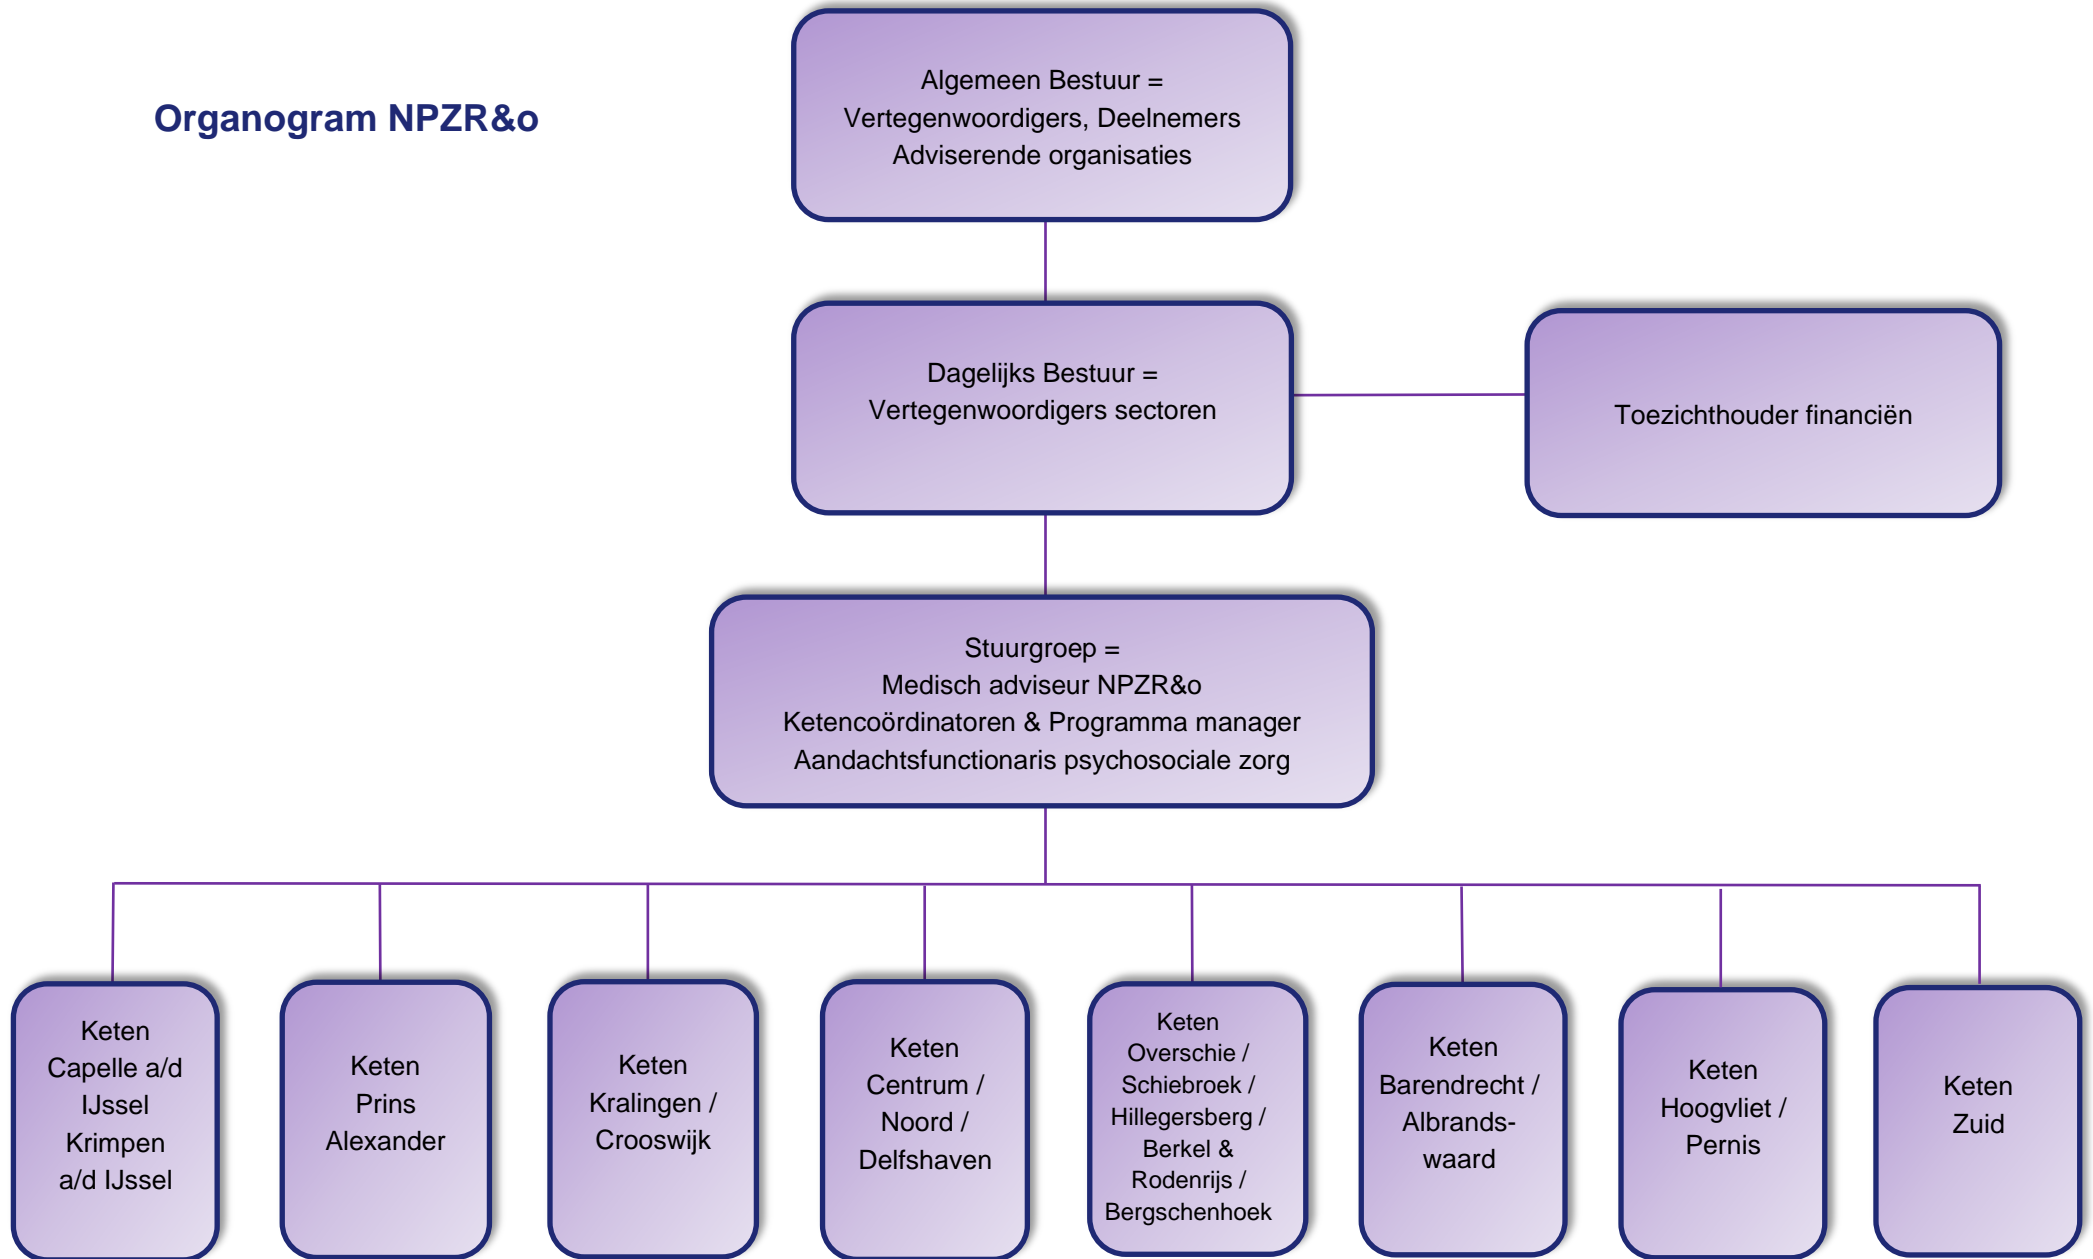 Organogram NPZR&o
Algemeen Bestuur =
Vertegenwoordigers, Deelnemers
Adviserende organisaties
Dagelijks Bestuur =
Vertegenwoordigers sectoren
Toezichthouder financiën
Stuurgroep =
Medisch adviseur NPZR&o
Ketencoördinatoren & Programma manager
Aandachtsfunctionaris psychosociale zorg
Keten
Capelle a/d
IJssel
Krimpen
a/d IJssel
Keten
Prins
Alexander
Keten
Kralingen /
Crooswijk
Keten
Centrum /
Noord /
Delfshaven
Keten
Overschie /
Schiebroek /
Hillegersberg /
Berkel &
Rodenrijs /
Bergschenhoek
Keten
Barendrecht /
Albrands-
waard
Keten
Hoogvliet /
Pernis
Keten
Zuid